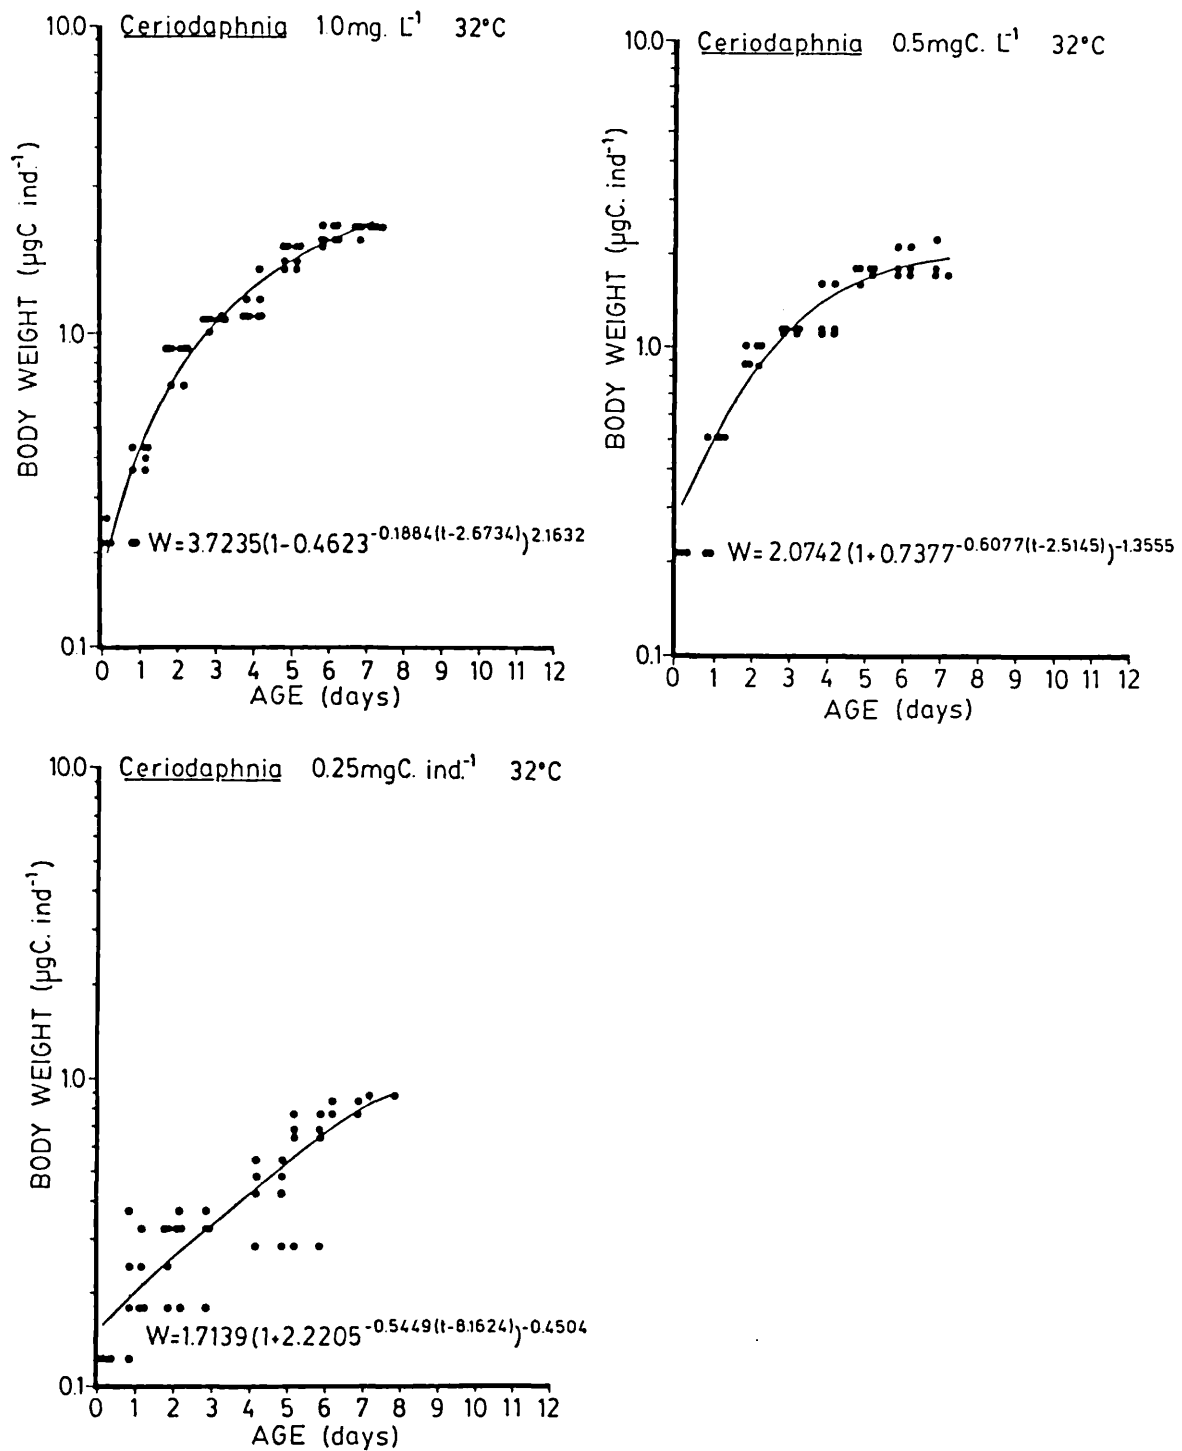 Ceriodaphnia 1.0mg. L⁻¹ 32°C
10.0
1.0
0.1
BODY WEIGHT (µgC ind.⁻¹)
W=3.7235(1-0.4623^-0.1884(t-2.6734))^2.1632
0 1 2 3 4 5 6 7 8 9 10 11 12
AGE (days)
Ceriodaphnia 0.5mgC. L⁻¹ 32°C
10.0
1.0
0.1
BODY WEIGHT (µgC. ind⁻¹)
W=2.0742(1+0.7377^-0.6077(t-2.5145))^-1.3555
0 1 2 3 4 5 6 7 8 9 10 11 12
AGE (days)
Ceriodaphnia 0.25mgC. ind.⁻¹ 32°C
10.0
1.0
0.1
BODY WEIGHT (µgC. ind⁻¹)
W=1.7139(1+2.2205^-0.5449(t-8.1624))^-0.4504
0 1 2 3 4 5 6 7 8 9 10 11 12
AGE (days)